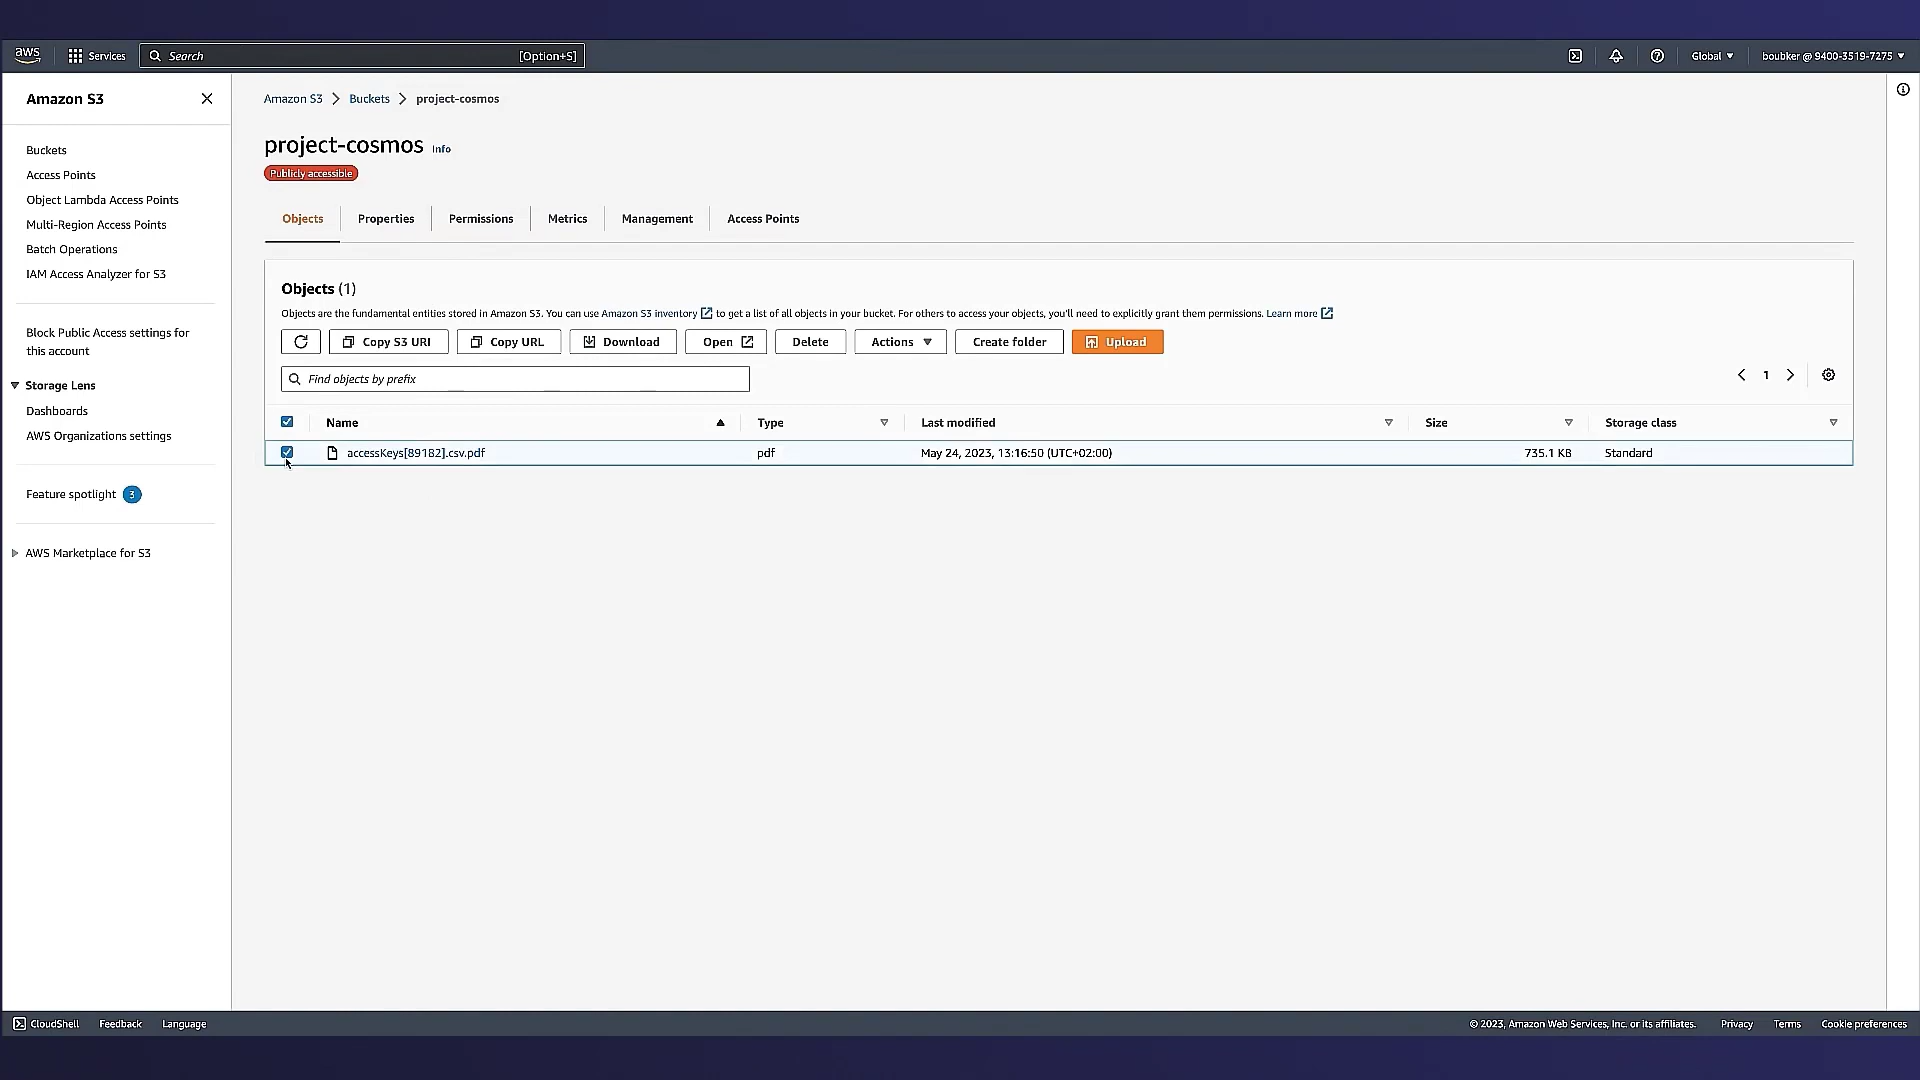 aws Services Search [Option+S] Global boubker @ 9400-3519-7275
Amazon S3
Buckets
Access Points
Object Lambda Access Points
Multi-Region Access Points
Batch Operations
IAM Access Analyzer for S3
Block Public Access settings for
this account
Storage Lens
Dashboards
AWS Organizations settings
Feature spotlight 3
AWS Marketplace for S3
Amazon S3 > Buckets > project-cosmos
project-cosmos Info
Publicly accessible
Objects Properties Permissions Metrics Management Access Points
Objects (1)
Objects are the fundamental entities stored in Amazon S3. You can use Amazon S3 inventory to get a list of all objects in your bucket. For others to access your objects, you'll need to explicitly grant them permissions. Learn more
Copy S3 URI Copy URL Download Open Delete Actions Create folder Upload
Find objects by prefix
1
Name Type Last modified Size Storage class
accessKeys[89182].csv.pdf pdf May 24, 2023, 13:16:50 (UTC+02:00) 735.1 KB Standard
CloudShell Feedback Language © 2023, Amazon Web Services, Inc. or its affiliates. Privacy Terms Cookie preferences